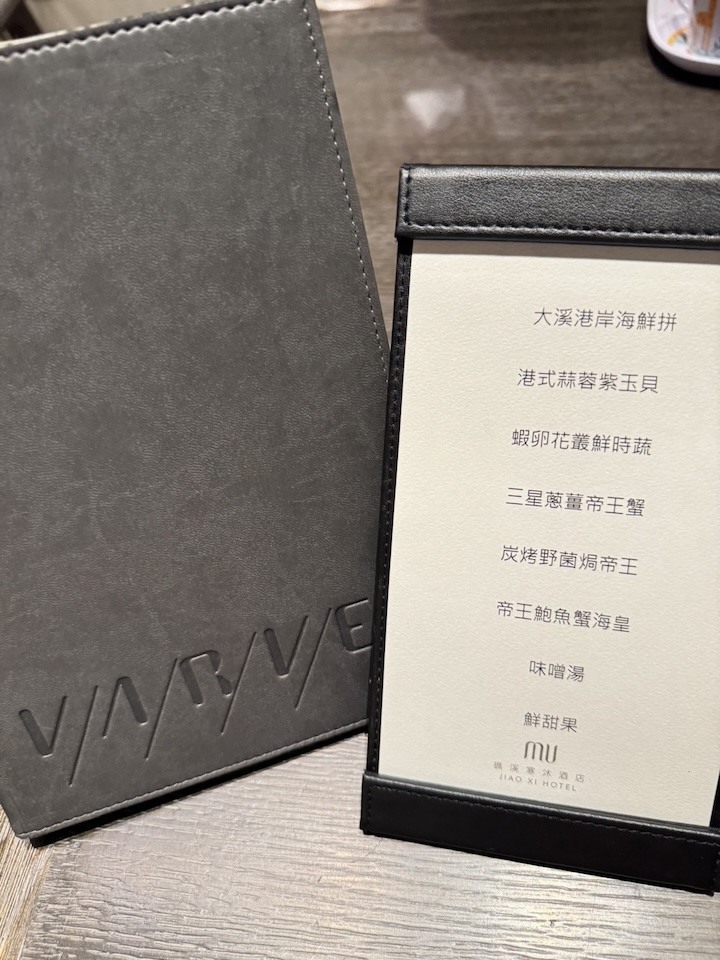 V/A/R/V/E
大溪港岸海鮮拼
港式蒜蓉紫玉貝
蝦卵花叢鮮時蔬
三星蔥薑帝王蟹
炭烤野菌焗帝王
帝王鮑魚蟹海皇
味噌湯
鮮甜果
mu
礁溪寒沐酒店
JIAO XI HOTEL